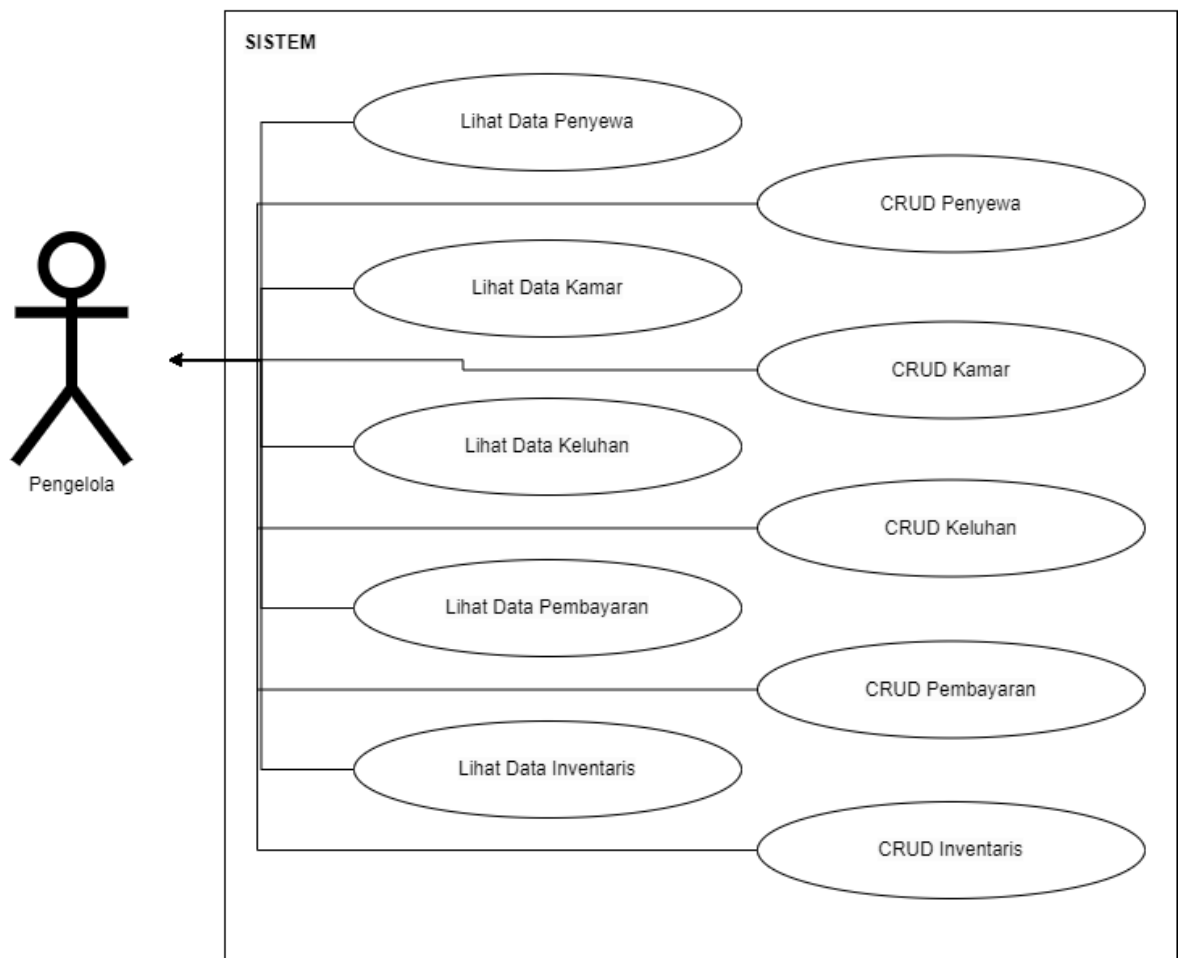 SISTEM
Lihat Data Penyewa
CRUD Penyewa
Lihat Data Kamar
CRUD Kamar
Lihat Data Keluhan
Pengelola
CRUD Keluhan
Lihat Data Pembayaran
CRUD Pembayaran
Lihat Data Inventaris
CRUD Inventaris